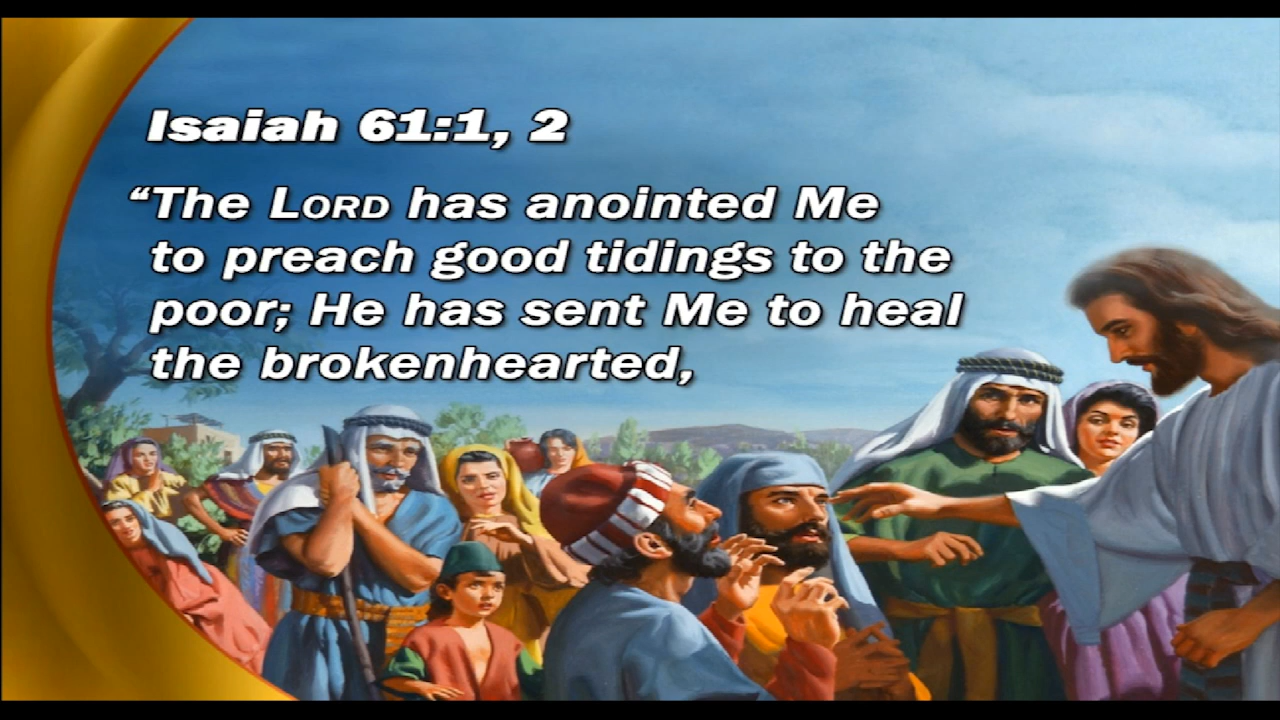 Isaiah 61:1, 2
“The LORD has anointed Me
to preach good tidings to the
poor; He has sent Me to heal
the brokenhearted,